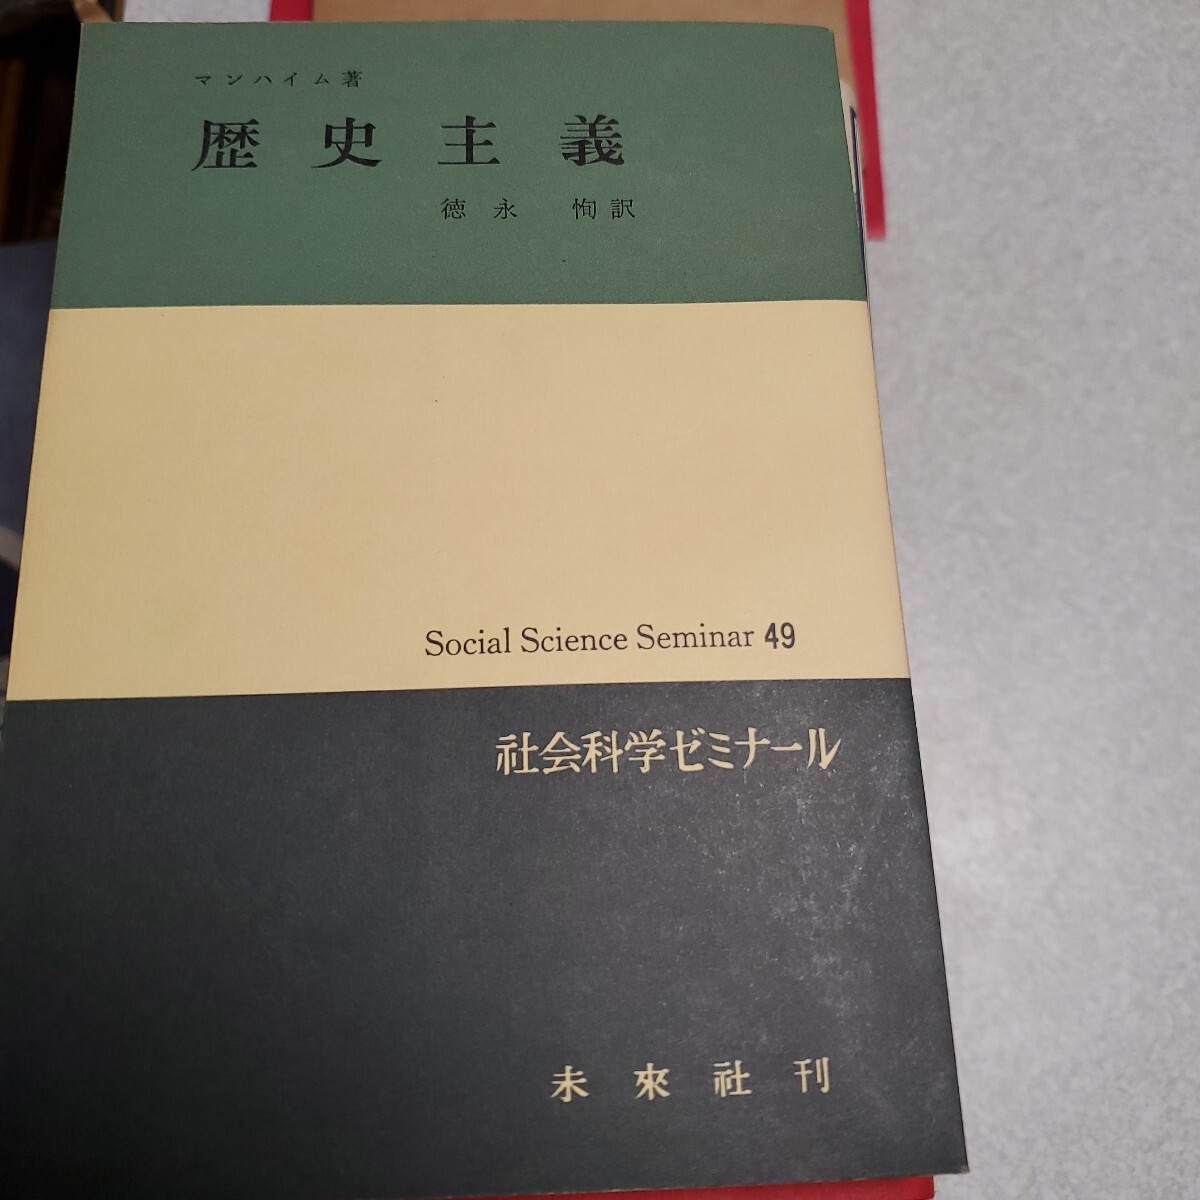 マンハイム著
歴史主義
徳永 恂訳
Social Science Seminar 49
社会科学ゼミナール
未來社刊